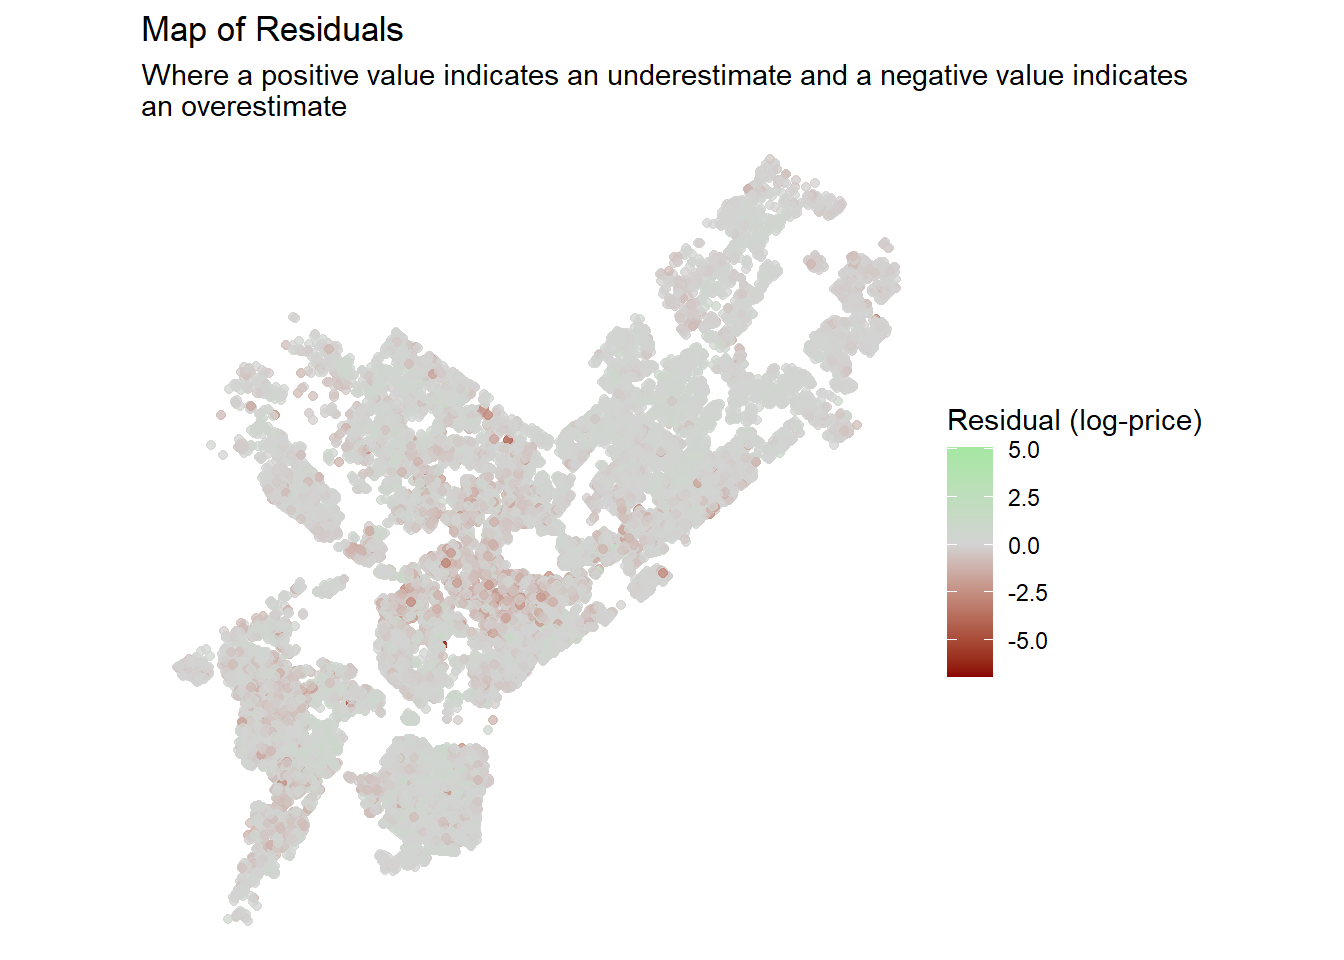 Map of Residuals
Where a positive value indicates an underestimate and a negative value indicates
an overestimate
Residual (log-price)
5.0
2.5
0.0
-2.5
-5.0